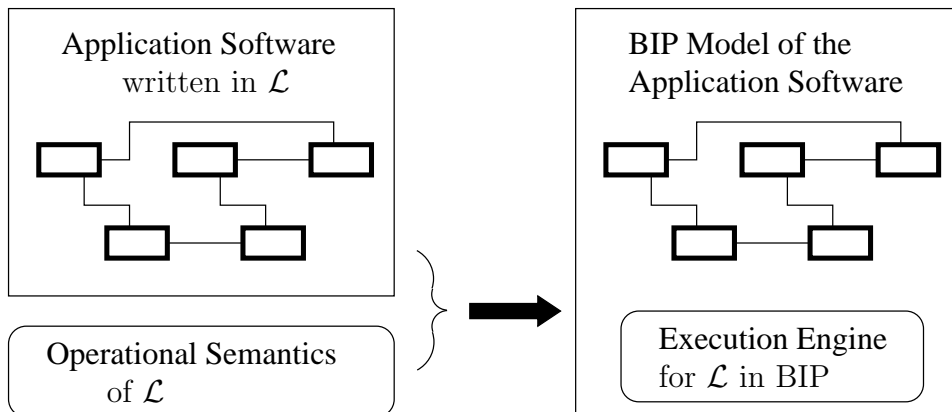 Application Software
written in ℒ
Operational Semantics
of ℒ
BIP Model of the
Application Software
Execution Engine
for ℒ in BIP